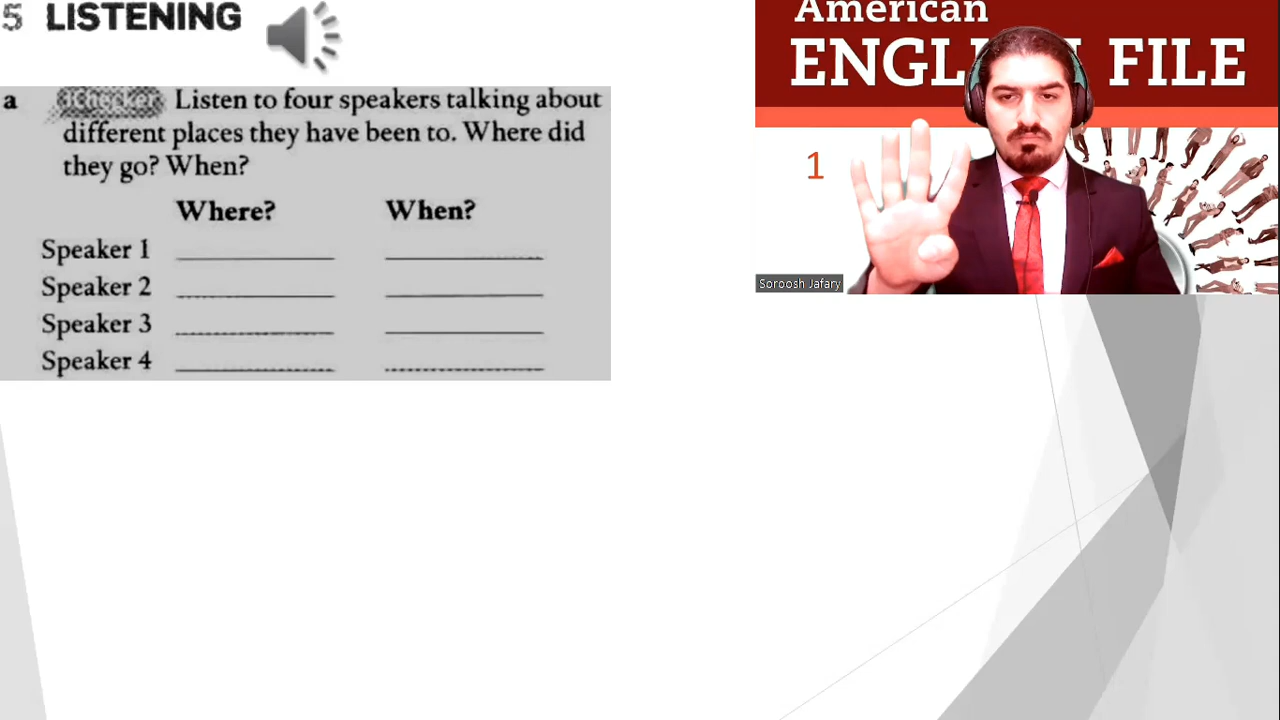 5 LISTENING
a iChecker Listen to four speakers talking about
different places they have been to. Where did
they go? When?
Where? When?
Speaker 1
Speaker 2
Speaker 3
Speaker 4
American
ENGL FILE
1
Soroosh Jafary